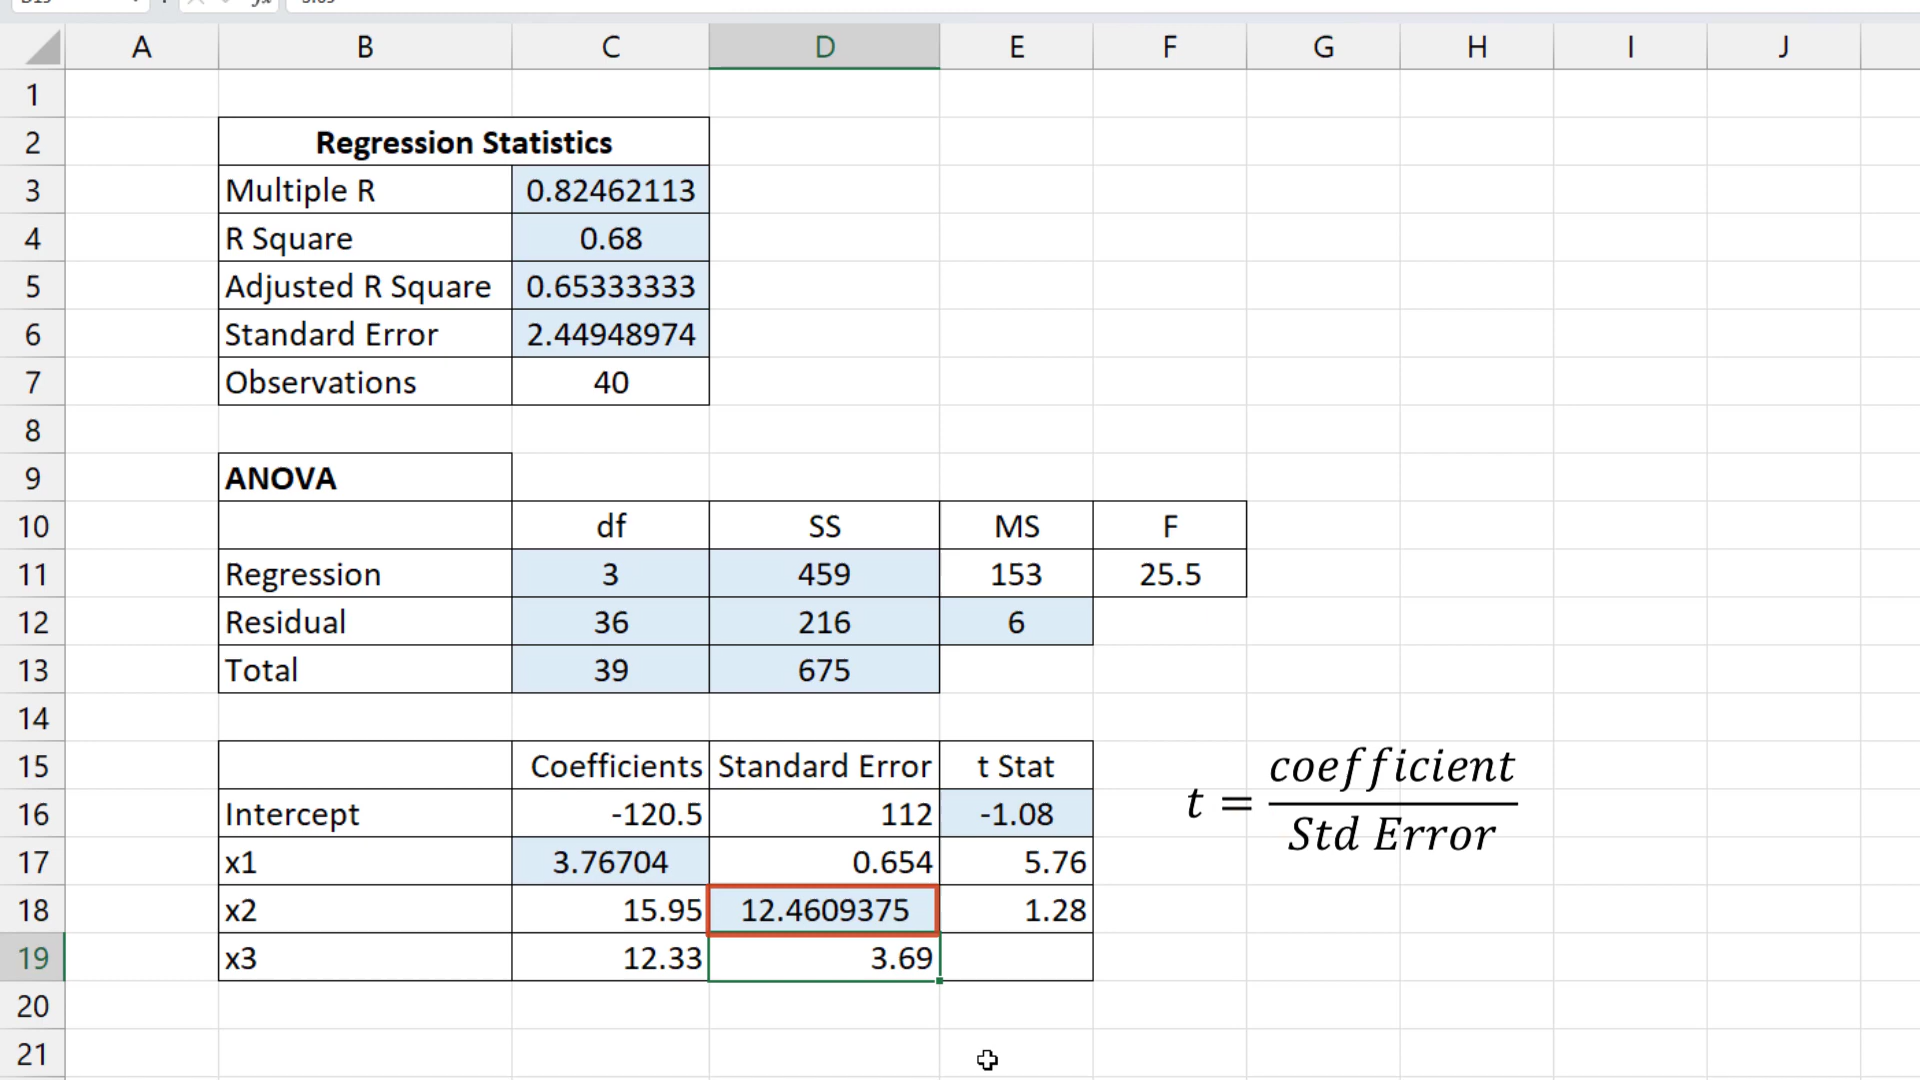 A B C D E F G H I J
1
2 Regression Statistics
3 Multiple R 0.82462113
4 R Square 0.68
5 Adjusted R Square 0.65333333
6 Standard Error 2.44948974
7 Observations 40
8
9 ANOVA
10 df SS MS F
11 Regression 3 459 153 25.5
12 Residual 36 216 6
13 Total 39 675
14
15 Coefficients Standard Error t Stat
16 Intercept -120.5 112 -1.08
17 x1 3.76704 0.654 5.76
18 x2 15.95 12.4609375 1.28
19 x3 12.33 3.69
20
21
t = coefficient
Std Error